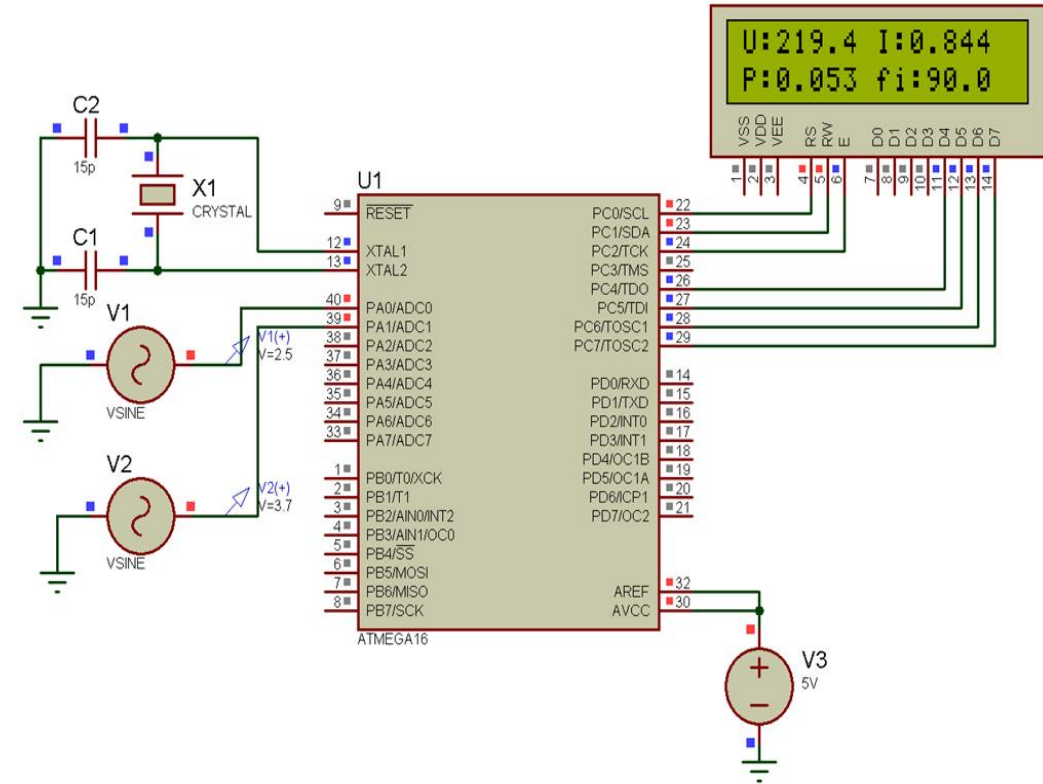 U:219.4 I:0.844
P:0.053 fi:90.0
VSS
VDD
VEE
RS
RW
E
D0
D1
D2
D3
D4
D5
D6
D7
1
2
3
4
5
6
7
8
9
10
11
12
13
14
C2
15p
X1
CRYSTAL
C1
15p
V1
VSINE
V1(+)
V=2.5
V2
VSINE
V2(+)
V=3.7
U1
9 RESET
12 XTAL1
13 XTAL2
40 PA0/ADC0
39 PA1/ADC1
38 PA2/ADC2
37 PA3/ADC3
36 PA4/ADC4
35 PA5/ADC5
34 PA6/ADC6
33 PA7/ADC7
1 PB0/T0/XCK
2 PB1/T1
3 PB2/AIN0/INT2
4 PB3/AIN1/OC0
5 PB4/SS
6 PB5/MOSI
7 PB6/MISO
8 PB7/SCK
PC0/SCL 22
PC1/SDA 23
PC2/TCK 24
PC3/TMS 25
PC4/TDO 26
PC5/TDI 27
PC6/TOSC1 28
PC7/TOSC2 29
PD0/RXD 14
PD1/TXD 15
PD2/INT0 16
PD3/INT1 17
PD4/OC1B 18
PD5/OC1A 19
PD6/ICP1 20
PD7/OC2 21
AREF 32
AVCC 30
ATMEGA16
V3
5V